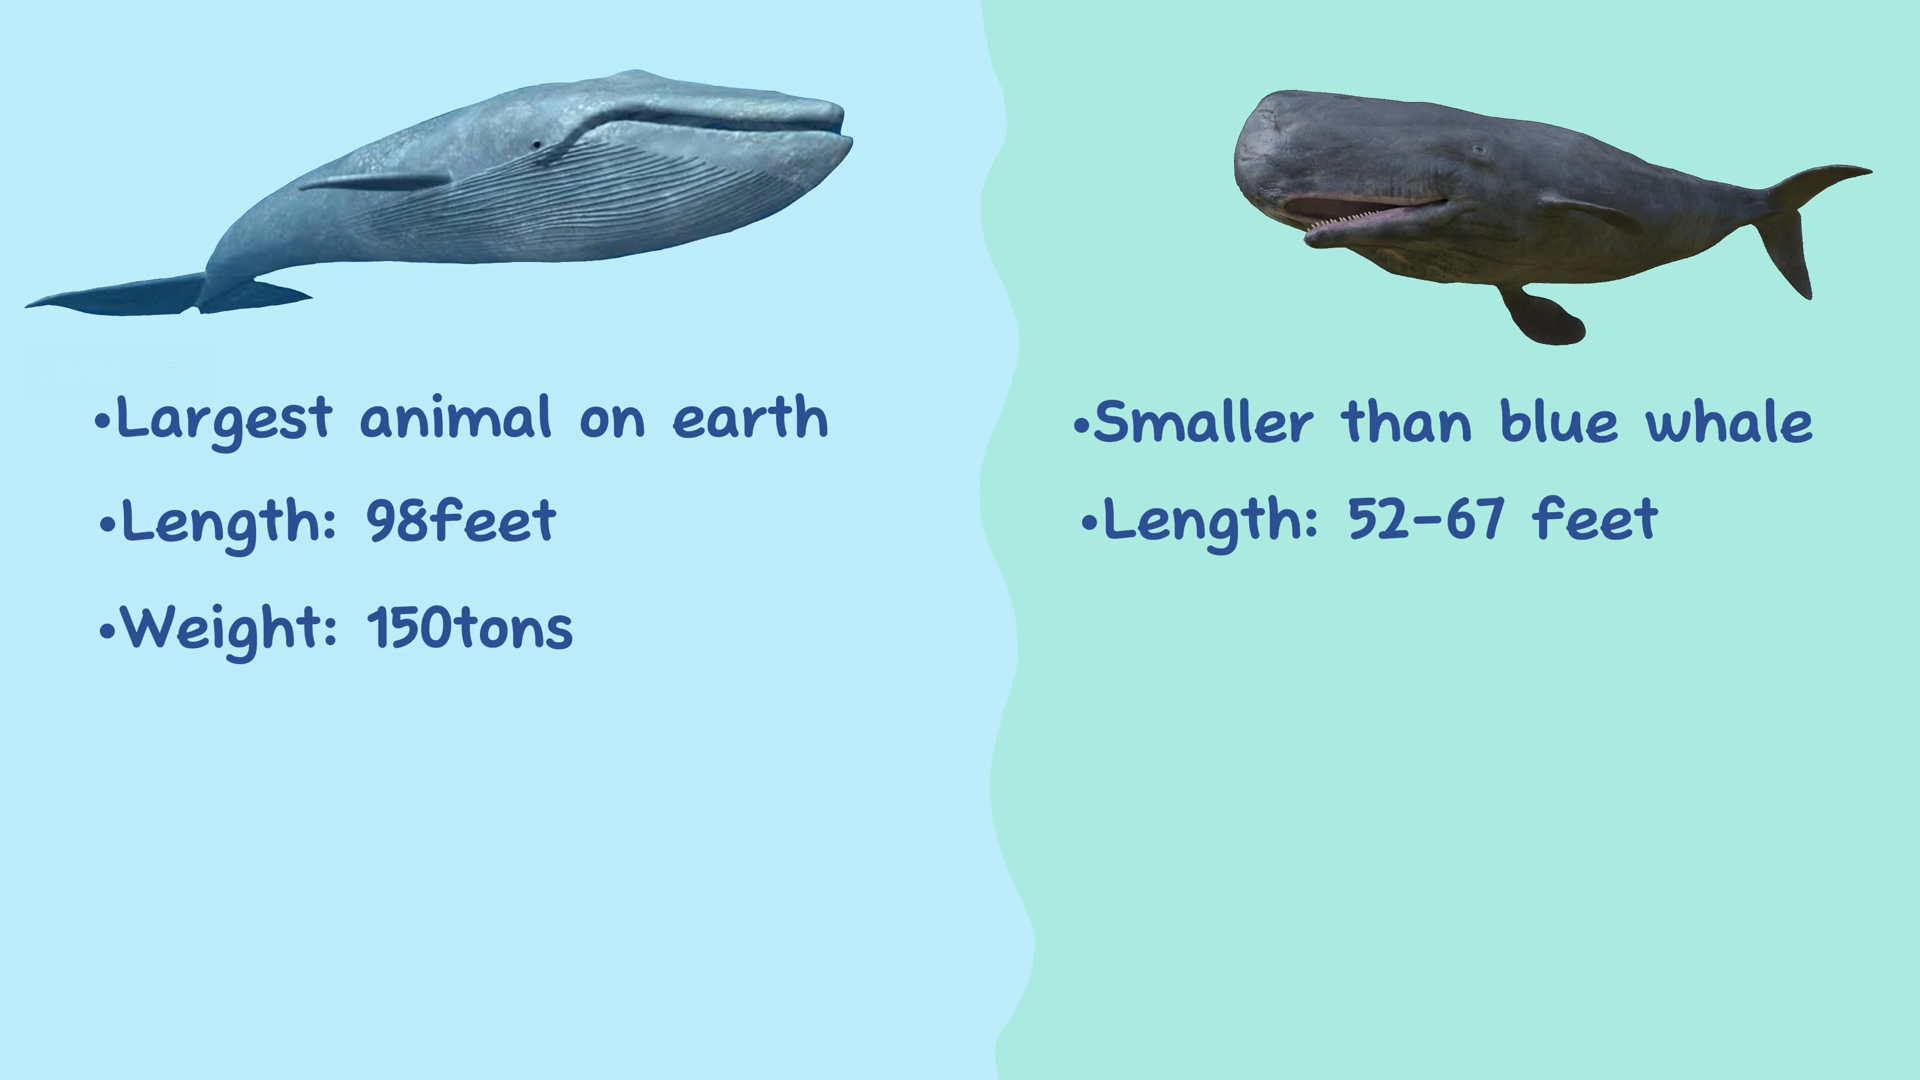 •Largest animal on earth
•Length: 98feet
•Weight: 150tons
•Smaller than blue whale
•Length: 52-67 feet